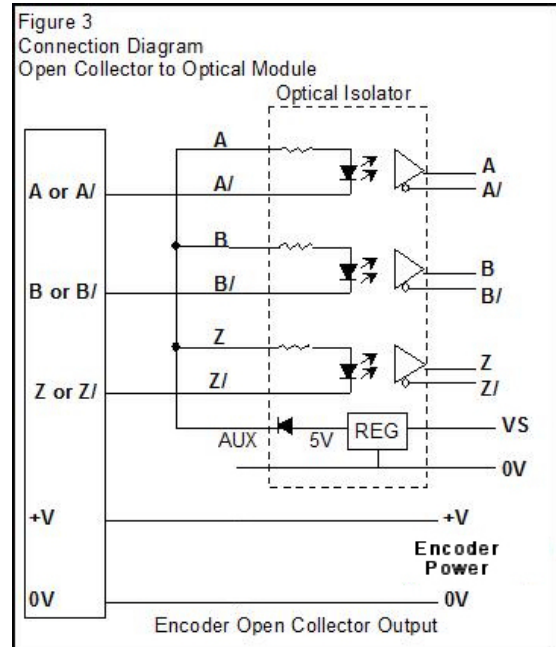 Figure 3
Connection Diagram
Open Collector to Optical Module
Optical Isolator
A
A or A/
A/
A
A/
B
B or B/
B/
B
B/
Z
Z or Z/
Z/
Z
Z/
AUX
5V
REG
VS
0V
+V
+V
Encoder
Power
0V
0V
Encoder Open Collector Output